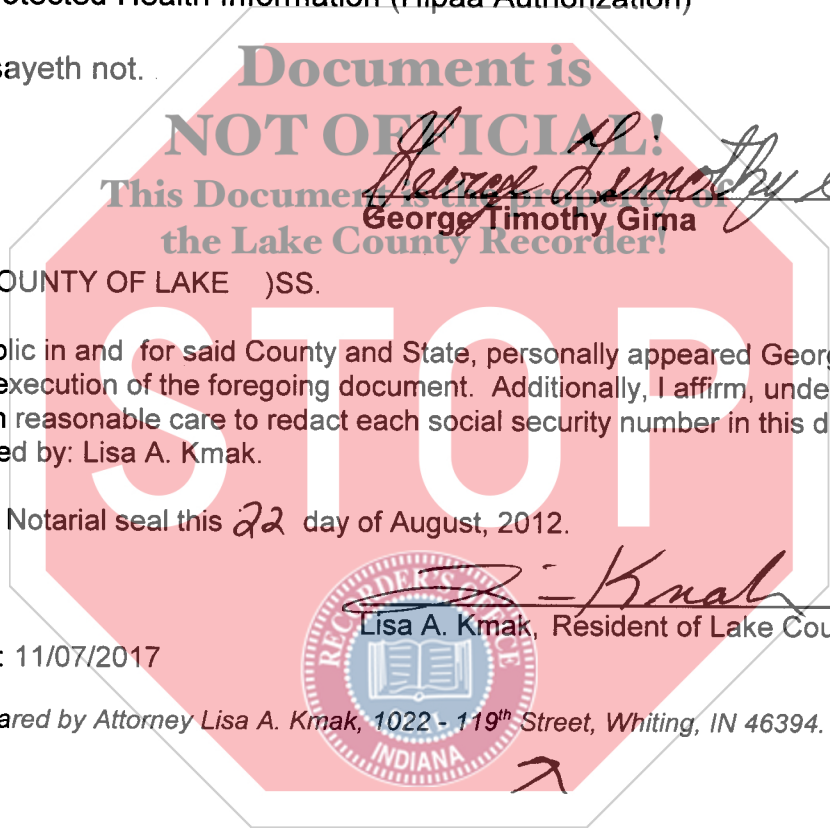 otected Health Information (Hipaa Authorization)
sayeth not.
Document is
NOT OFFICIAL!
This Document is the property of
the Lake County Recorder!
George Timothy G
George Timothy Gima
OUNTY OF LAKE )SS.
STOP
blic in and for said County and State, personally appeared Georg
execution of the foregoing document. Additionally, I affirm, unde
n reasonable care to redact each social security number in this d
ed by: Lisa A. Kmak.
Notarial seal this 22 day of August, 2012.
Kmak
Lisa A. Kmak, Resident of Lake Cou
RECORDER'S OFFICE
: 11/07/2017
ared by Attorney Lisa A. Kmak, 1022 - 119th Street, Whiting, IN 46394.
INDIANA